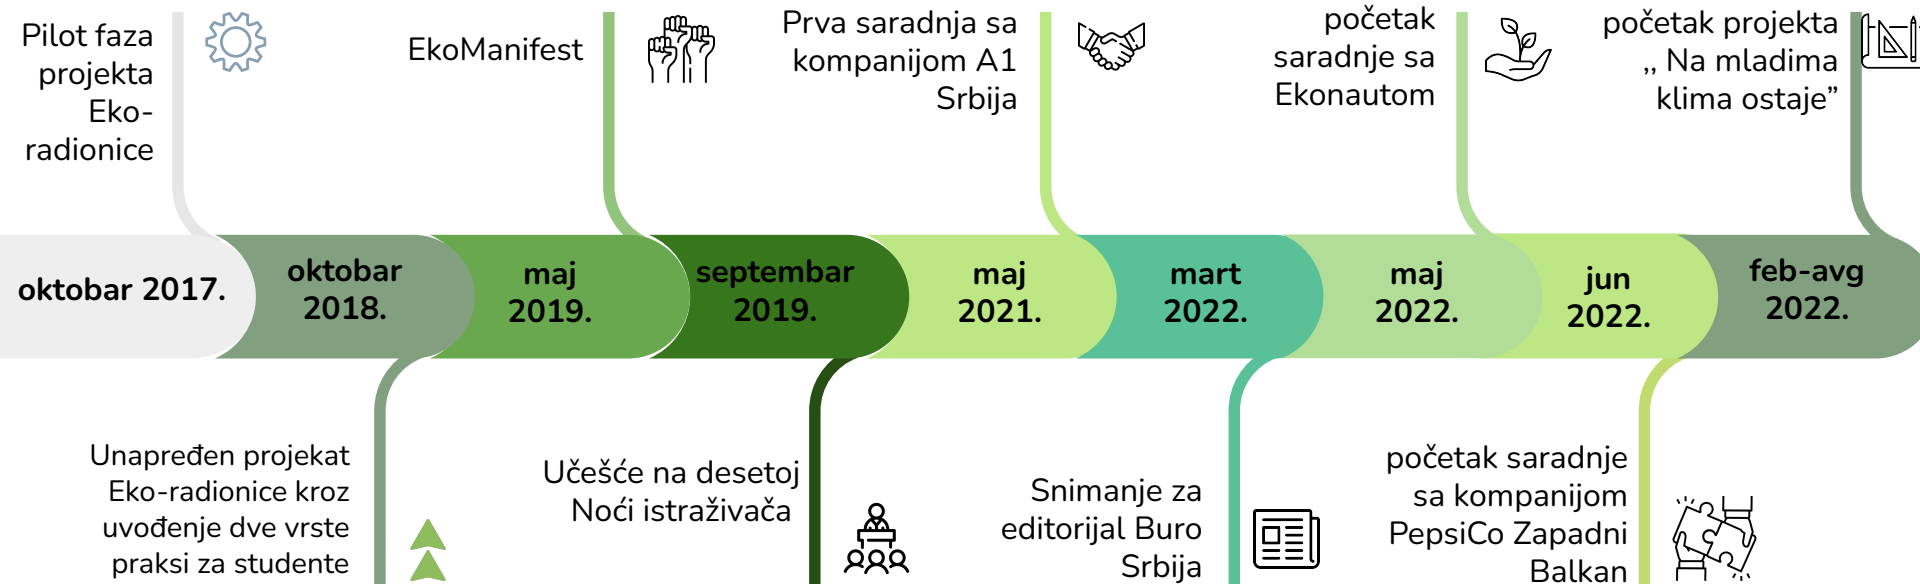 Pilot faza
projekta
Eko-
radionice
EkoManifest
Prva saradnja sa
kompanijom A1
Srbija
početak
saradnje sa
Ekonautom
početak projekta
,, Na mladima
klima ostaje”
oktobar 2017.
oktobar
2018.
maj
2019.
septembar
2019.
maj
2021.
mart
2022.
maj
2022.
jun
2022.
feb-avg
2022.
Unapređen projekat
Eko-radionice kroz
uvođenje dve vrste
praksi za studente
Učešće na desetoj
Noći istraživača
Snimanje za
editorijal Buro
Srbija
početak saradnje
sa kompanijom
PepsiCo Zapadni
Balkan